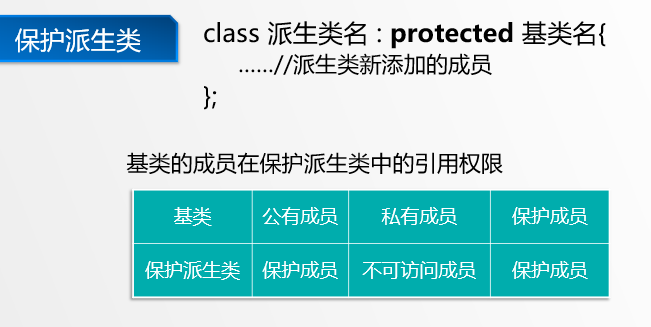 保护派生类
class 派生类名 : protected 基类名{
……//派生类新添加的成员
};
基类的成员在保护派生类中的引用权限
基类 公有成员 私有成员 保护成员
保护派生类 保护成员 不可访问成员 保护成员